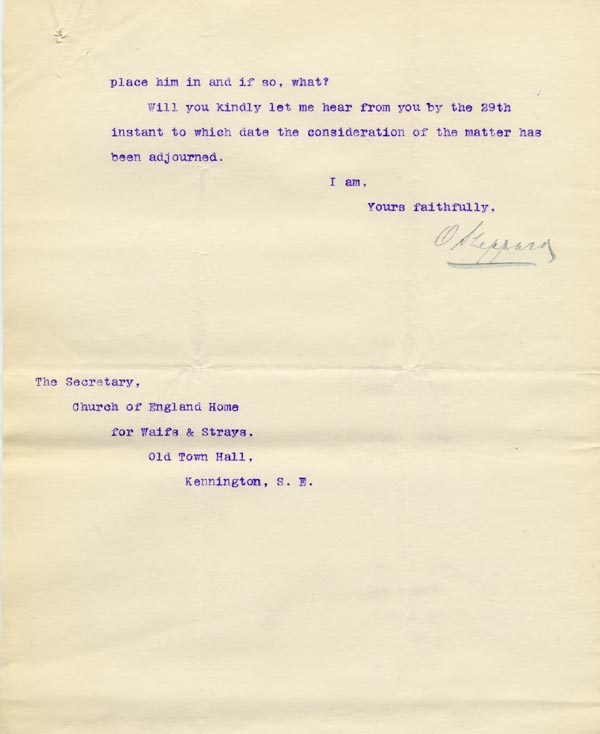 place him in and if so, what?
Will you kindly let me hear from you by the 29th
instant to which date the consideration of the matter has
been adjourned.
I am,
Yours faithfully,
O Sheppard
The Secretary,
Church of England Home
for Waifs & Strays.
Old Town Hall,
Kennington, S. E.